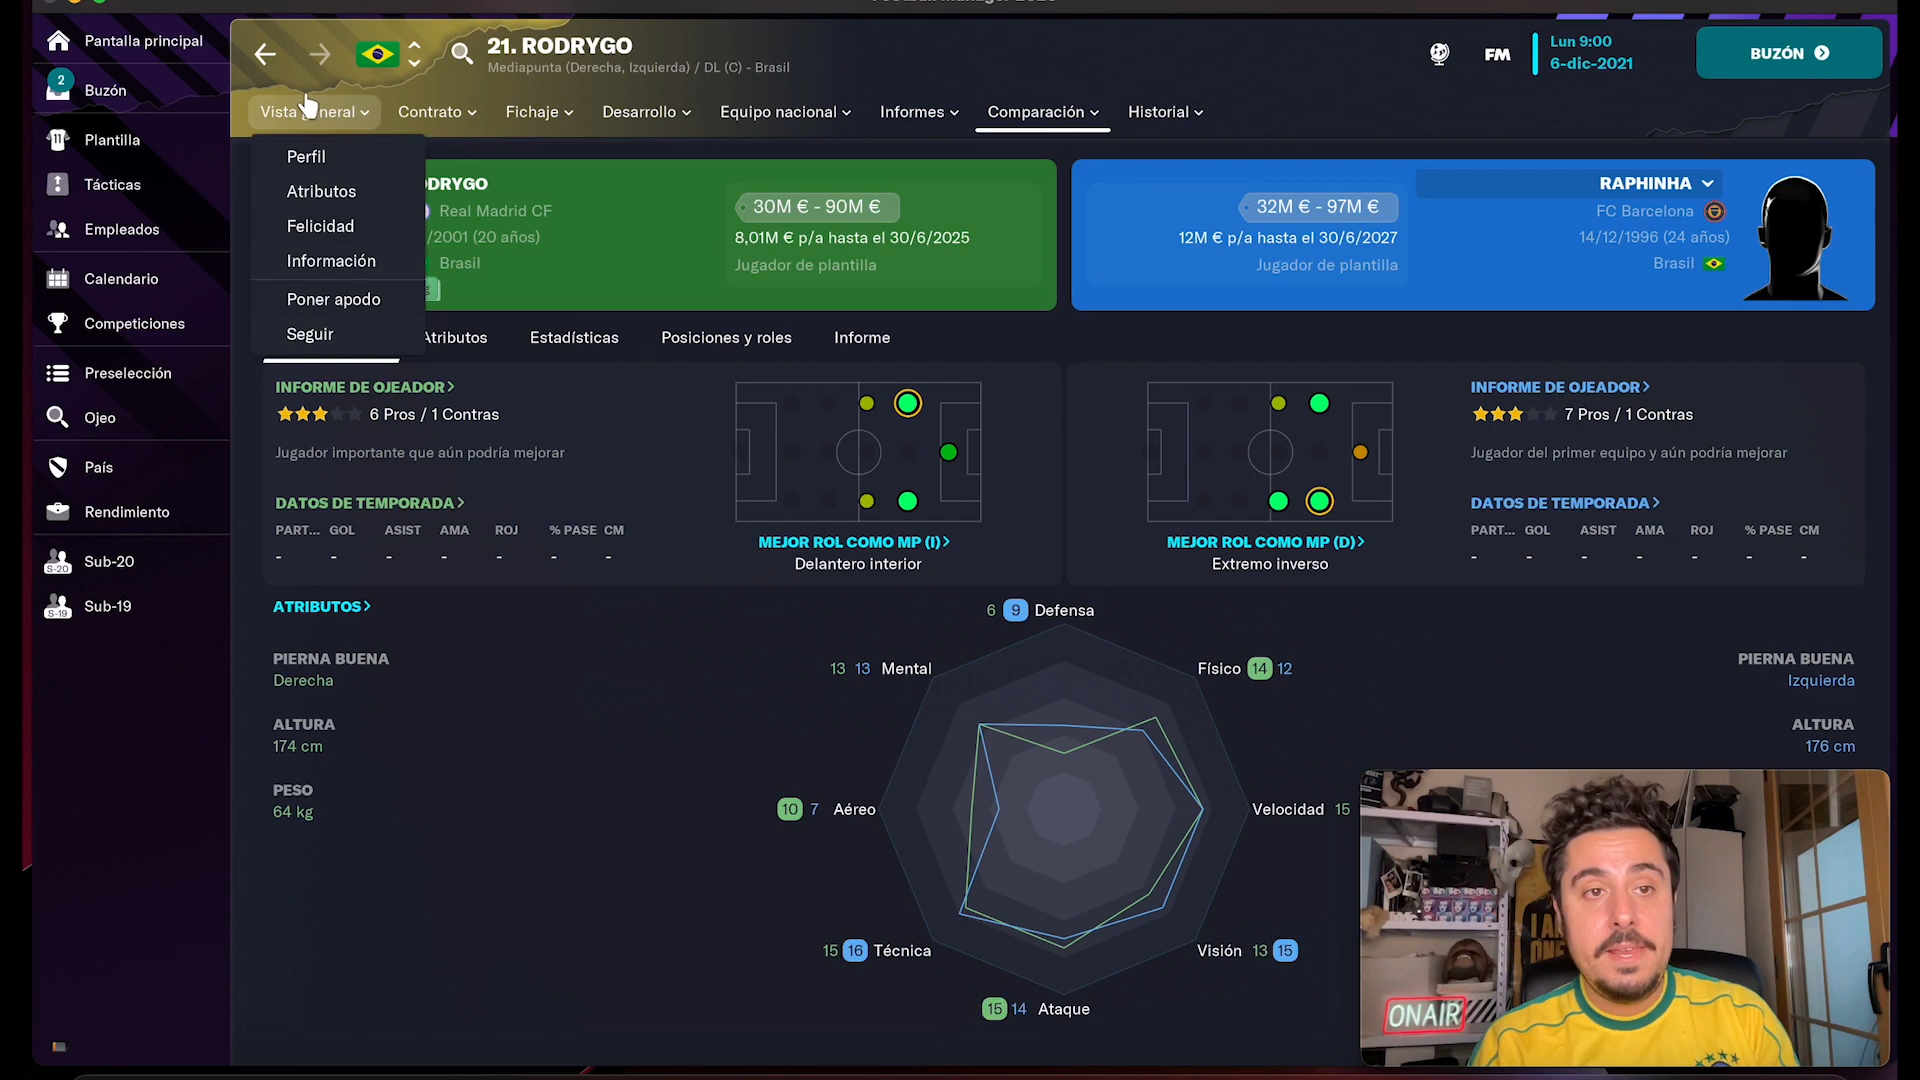 Pantalla principal
2
Buzón
11
Plantilla
Tácticas
Empleados
Calendario
Competiciones
Preselección
Ojeo
País
Rendimiento
S-20
Sub-20
S-19
Sub-19
21. RODRYGO
Mediapunta (Derecha, Izquierda) / DL (C) - Brasil
FM
Lun 9:00
6-dic-2021
BUZÓN
Vista general
Contrato
Fichaje
Desarrollo
Equipo nacional
Informes
Comparación
Historial
Perfil
Atributos
Felicidad
Información
Poner apodo
Seguir
ODRYGO
Real Madrid CF
/2001 (20 años)
Brasil
30M € - 90M €
8,01M € p/a hasta el 30/6/2025
Jugador de plantilla
32M € - 97M €
12M € p/a hasta el 30/6/2027
Jugador de plantilla
RAPHINHA
FC Barcelona
14/12/1996 (24 años)
Brasil
Atributos
Estadísticas
Posiciones y roles
Informe
INFORME DE OJEADOR
6 Pros / 1 Contras
Jugador importante que aún podría mejorar
DATOS DE TEMPORADA
PART... GOL ASIST AMA ROJ % PASE CM
- - - - - - -
MEJOR ROL COMO MP (I)
Delantero interior
MEJOR ROL COMO MP (D)
Extremo inverso
INFORME DE OJEADOR
7 Pros / 1 Contras
Jugador del primer equipo y aún podría mejorar
DATOS DE TEMPORADA
PART... GOL ASIST AMA ROJ % PASE CM
- - - - - - -
ATRIBUTOS
PIERNA BUENA
Derecha
ALTURA
174 cm
PESO
64 kg
6 9 Defensa
13 13 Mental
Físico 14 12
10 7 Aéreo
Velocidad 15
15 16 Técnica
Visión 13 15
15 14 Ataque
PIERNA BUENA
Izquierda
ALTURA
176 cm
I AM
ONE
ONAIR